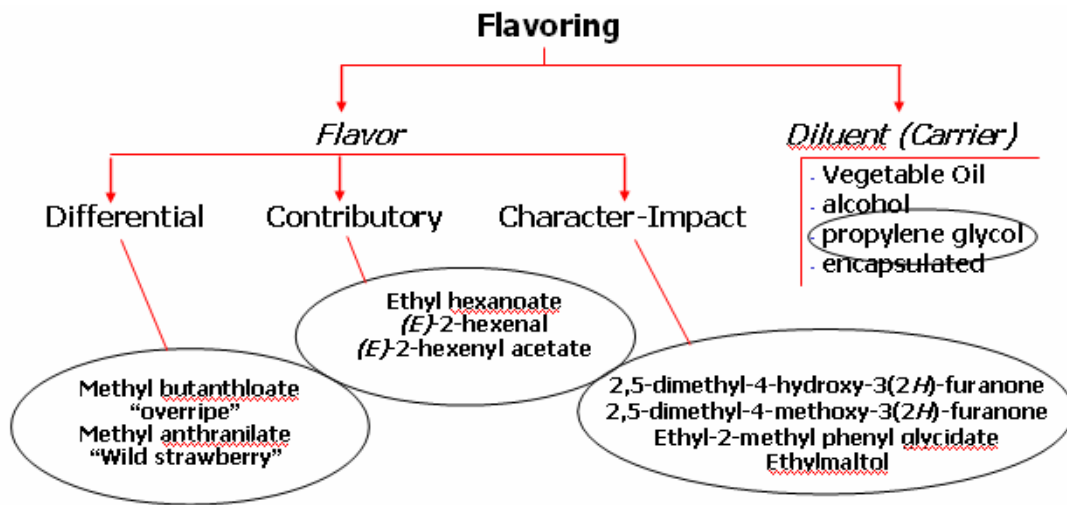 Flavoring
Flavor
Diluent (Carrier)
- Vegetable Oil
- alcohol
- propylene glycol
- encapsulated
Differential
Contributory
Character-Impact
Ethyl hexanoate
(E)-2-hexenal
(E)-2-hexenyl acetate
Methyl butanthloate
“overripe”
Methyl anthranilate
“Wild strawberry”
2,5-dimethyl-4-hydroxy-3(2H)-furanone
2,5-dimethyl-4-methoxy-3(2H)-furanone
Ethyl-2-methyl phenyl glycidate
Ethylmaltol